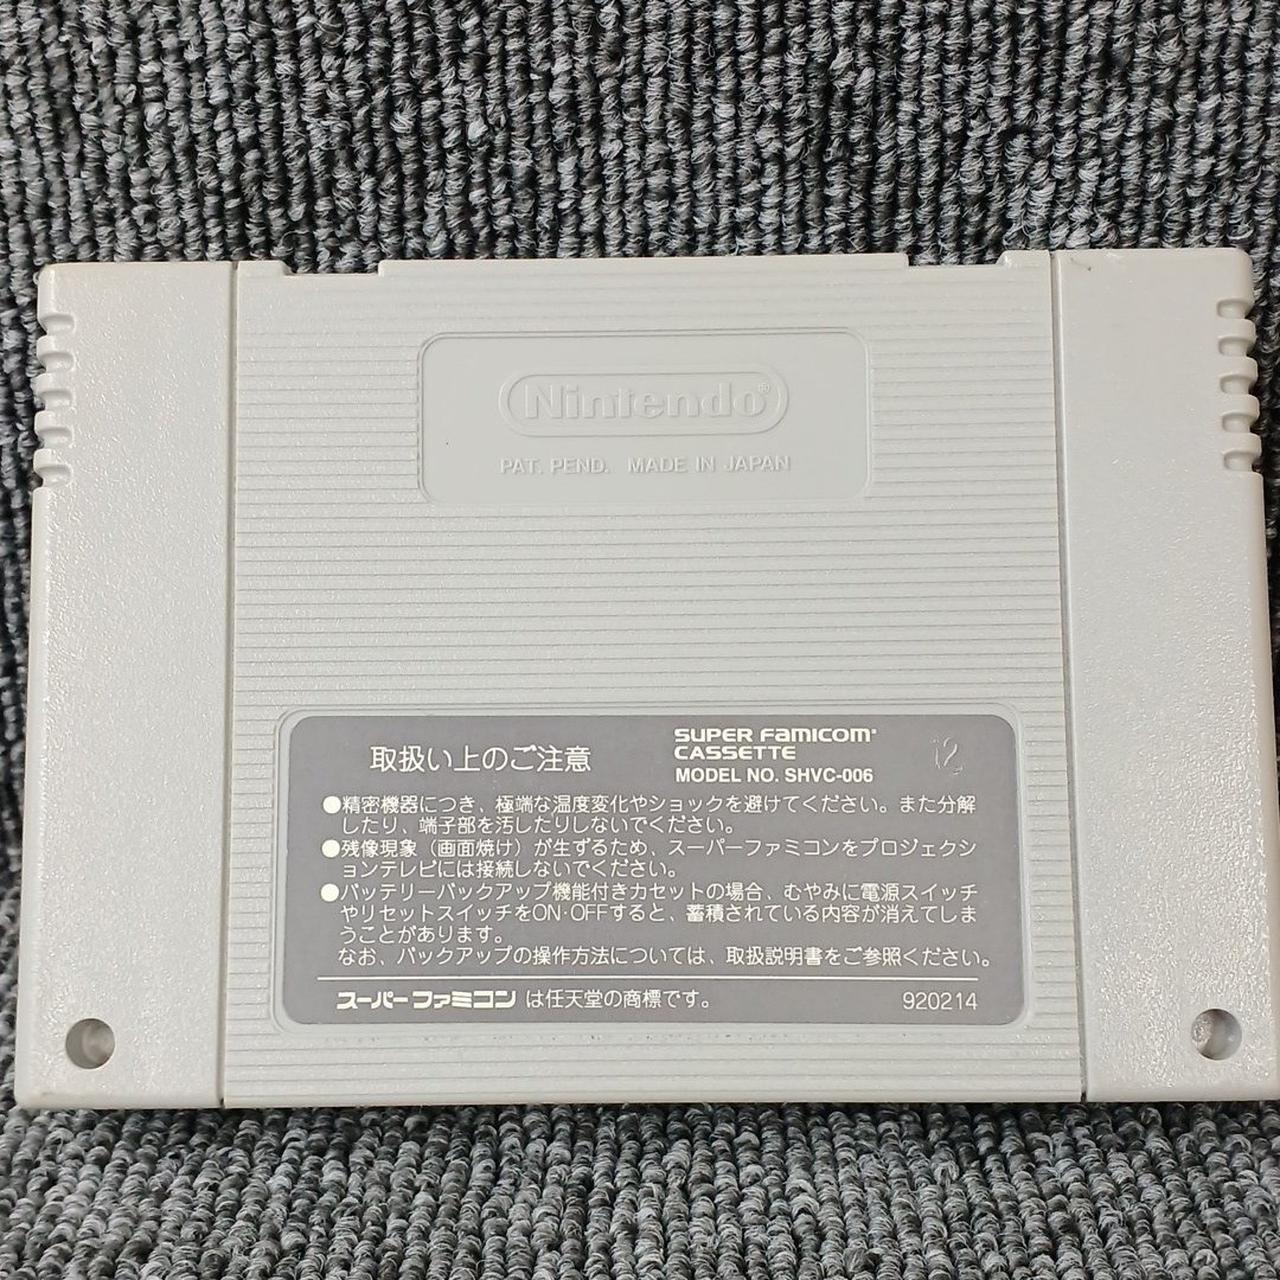 Nintendo®
PAT. PEND. MADE IN JAPAN
取扱い上のご注意
SUPER FAMICOM®
CASSETTE
MODEL NO. SHVC-006
12
●精密機器につき、極端な温度変化やショックを避けてください。また分解
したり、端子部を汚したりしないでください。
●残像現象（画面焼け）が生ずるため、スーパーファミコンをプロジェクシ
ョンテレビには接続しないでください。
●バッテリーバックアップ機能付きカセットの場合、むやみに電源スイッチ
やリセットスイッチをON·OFFすると、蓄積されている内容が消えてしま
うことがあります。
なお、バックアップの操作方法については、取扱説明書をご参照ください。
スーパーファミコン は任天堂の商標です。
920214